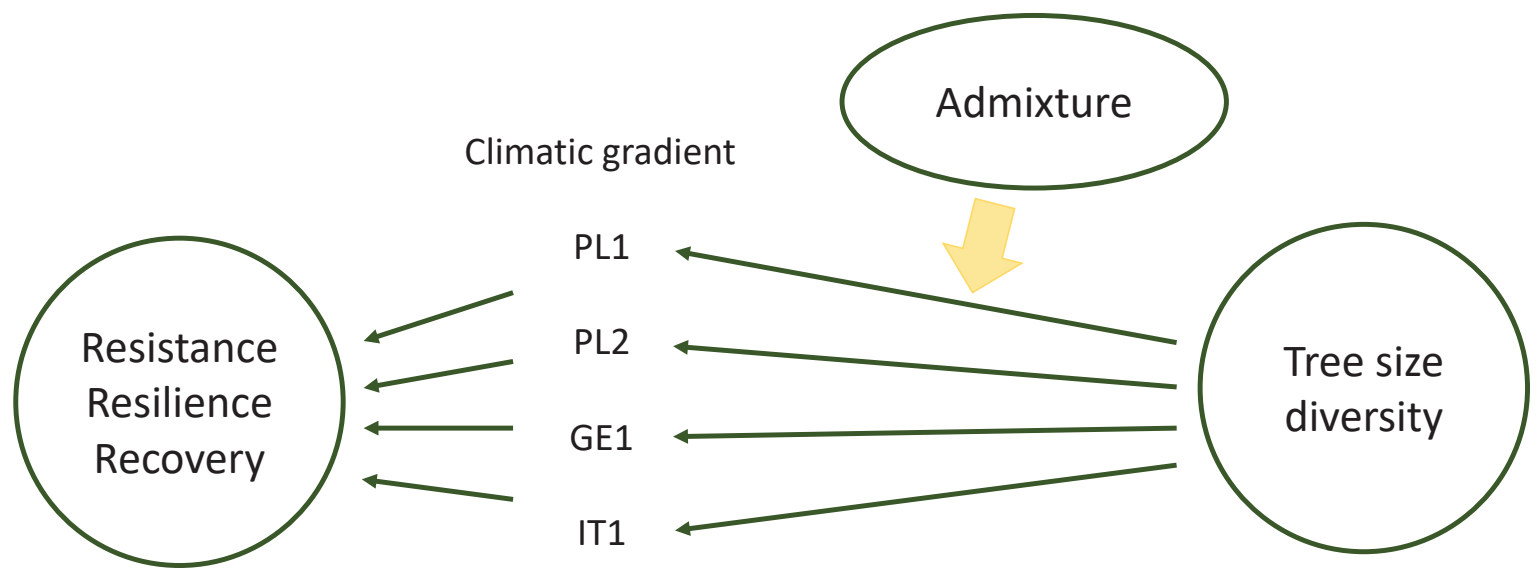 Admixture
Climatic gradient
PL1
PL2
GE1
IT1
Resistance
Resilience
Recovery
Tree size
diversity